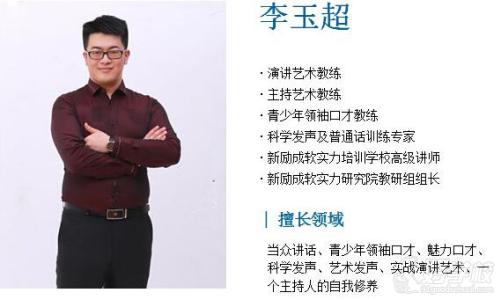 李玉超
· 演讲艺术教练
· 主持艺术教练
· 青少年领袖口才教练
· 科学发声及普通话训练专家
· 新励成软实力培训学校高级讲师
· 新励成软实力研究院教研组组长
擅长领域
当众讲话、青少年领袖口才、魅力口才、
科学发声、艺术发声、实战演讲艺术、一
个主持人的自我修养